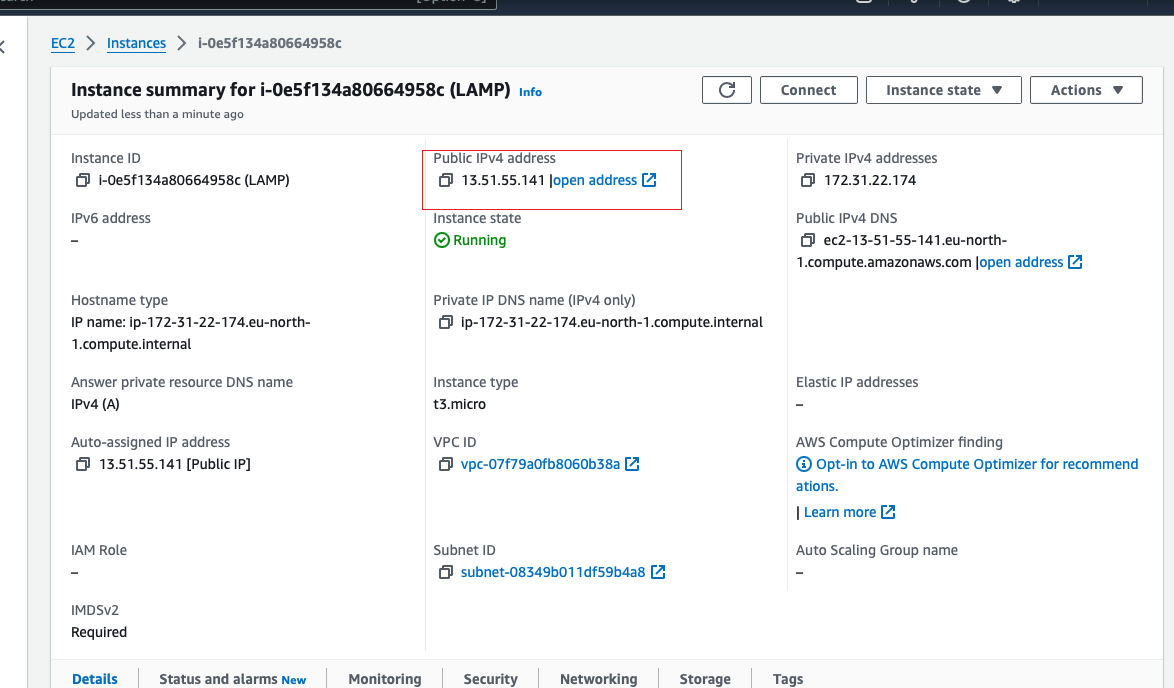 EC2 > Instances > i-0e5f134a80664958c
Instance summary for i-0e5f134a80664958c (LAMP) Info
Updated less than a minute ago
Connect
Instance state
Actions
Instance ID
i-0e5f134a80664958c (LAMP)
Public IPv4 address
13.51.55.141 |open address
Private IPv4 addresses
172.31.22.174
IPv6 address
–
Instance state
Running
Public IPv4 DNS
ec2-13-51-55-141.eu-north-
1.compute.amazonaws.com |open address
Hostname type
IP name: ip-172-31-22-174.eu-north-
1.compute.internal
Private IP DNS name (IPv4 only)
ip-172-31-22-174.eu-north-1.compute.internal
Answer private resource DNS name
IPv4 (A)
Instance type
t3.micro
Elastic IP addresses
–
Auto-assigned IP address
13.51.55.141 [Public IP]
VPC ID
vpc-07f79a0fb8060b38a
AWS Compute Optimizer finding
Opt-in to AWS Compute Optimizer for recommend
ations.
| Learn more
IAM Role
–
Subnet ID
subnet-08349b011df59b4a8
Auto Scaling Group name
–
IMDSv2
Required
Details
Status and alarms New
Monitoring
Security
Networking
Storage
Tags